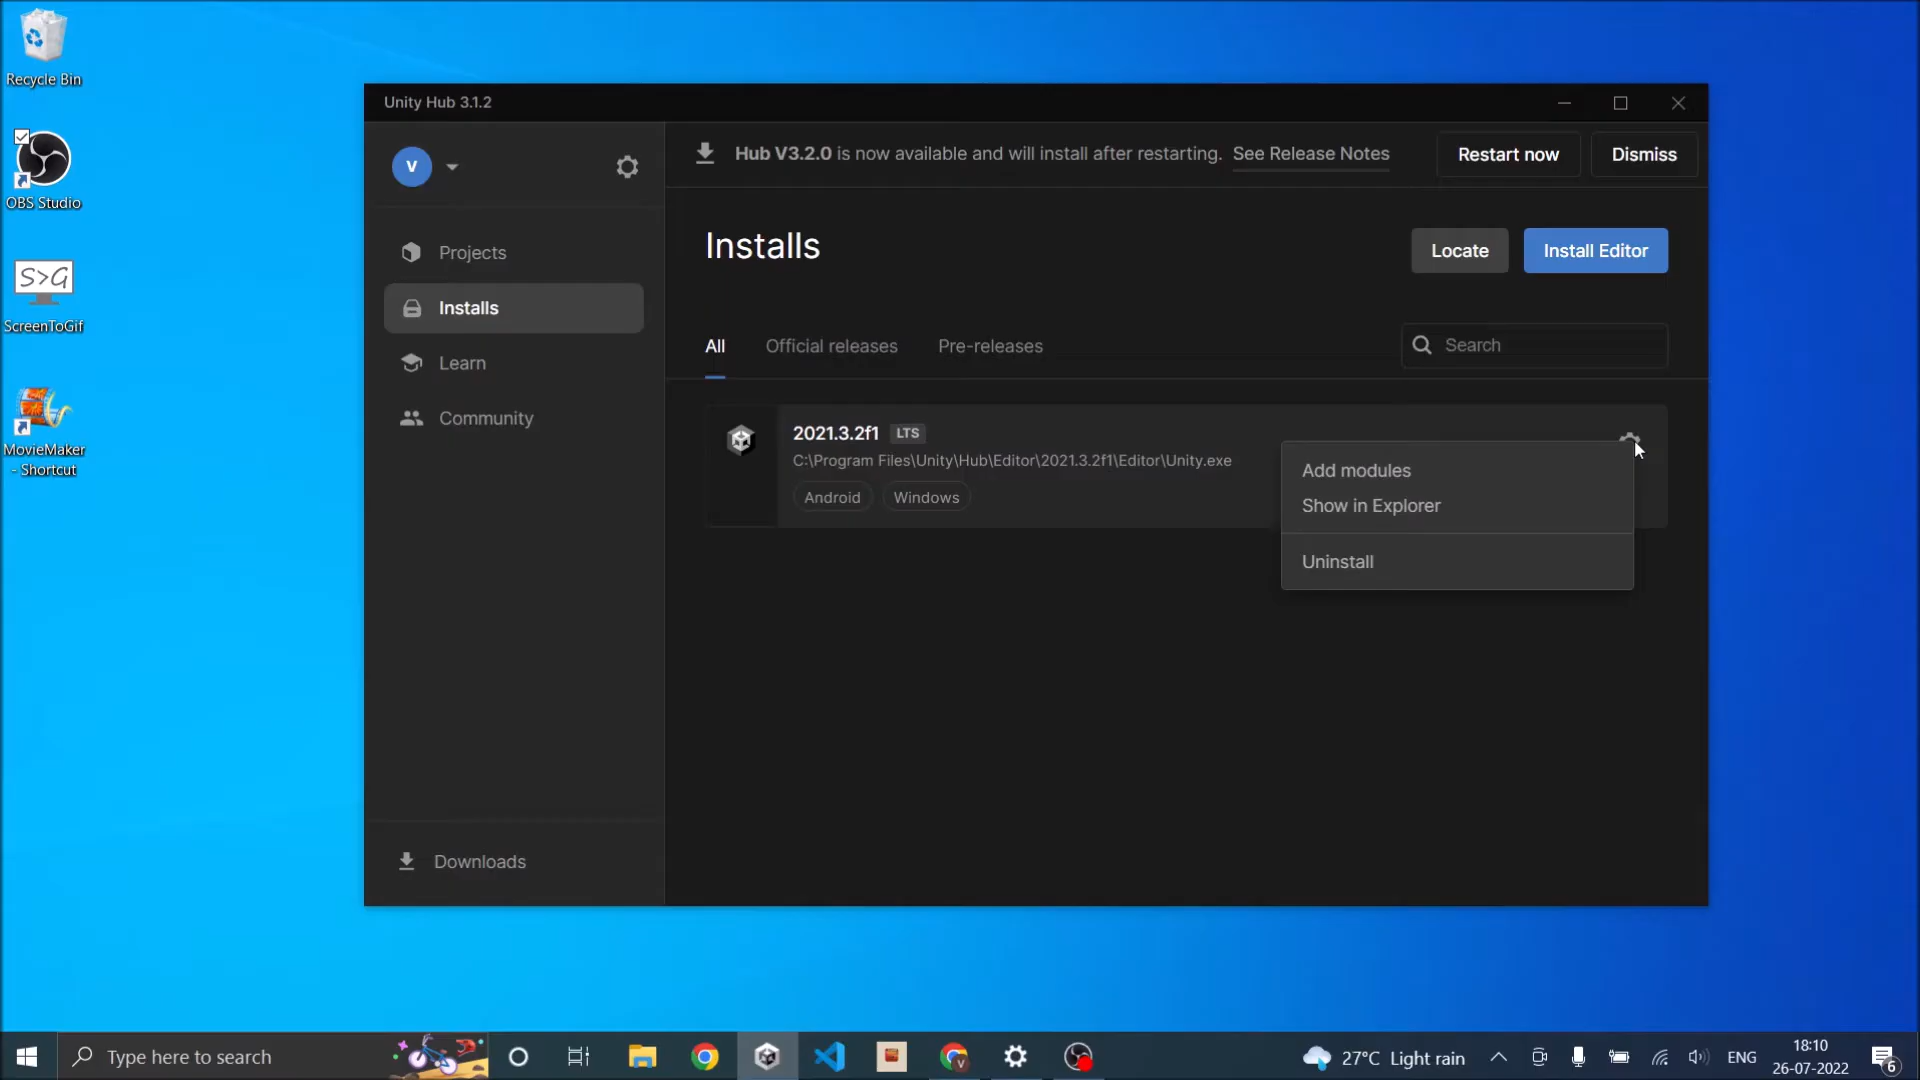 Recycle Bin
OBS Studio
S>G
ScreenToGif
MovieMaker
- Shortcut
Unity Hub 3.1.2
V
Hub V3.2.0 is now available and will install after restarting. See Release Notes
Restart now
Dismiss
Projects
Installs
Learn
Community
Downloads
Installs
Locate
Install Editor
All
Official releases
Pre-releases
Search
2021.3.2f1 LTS
C:\Program Files\Unity\Hub\Editor\2021.3.2f1\Editor\Unity.exe
Android
Windows
Add modules
Show in Explorer
Uninstall
Type here to search
V
27°C Light rain
ENG
18:10
26-07-2022
6